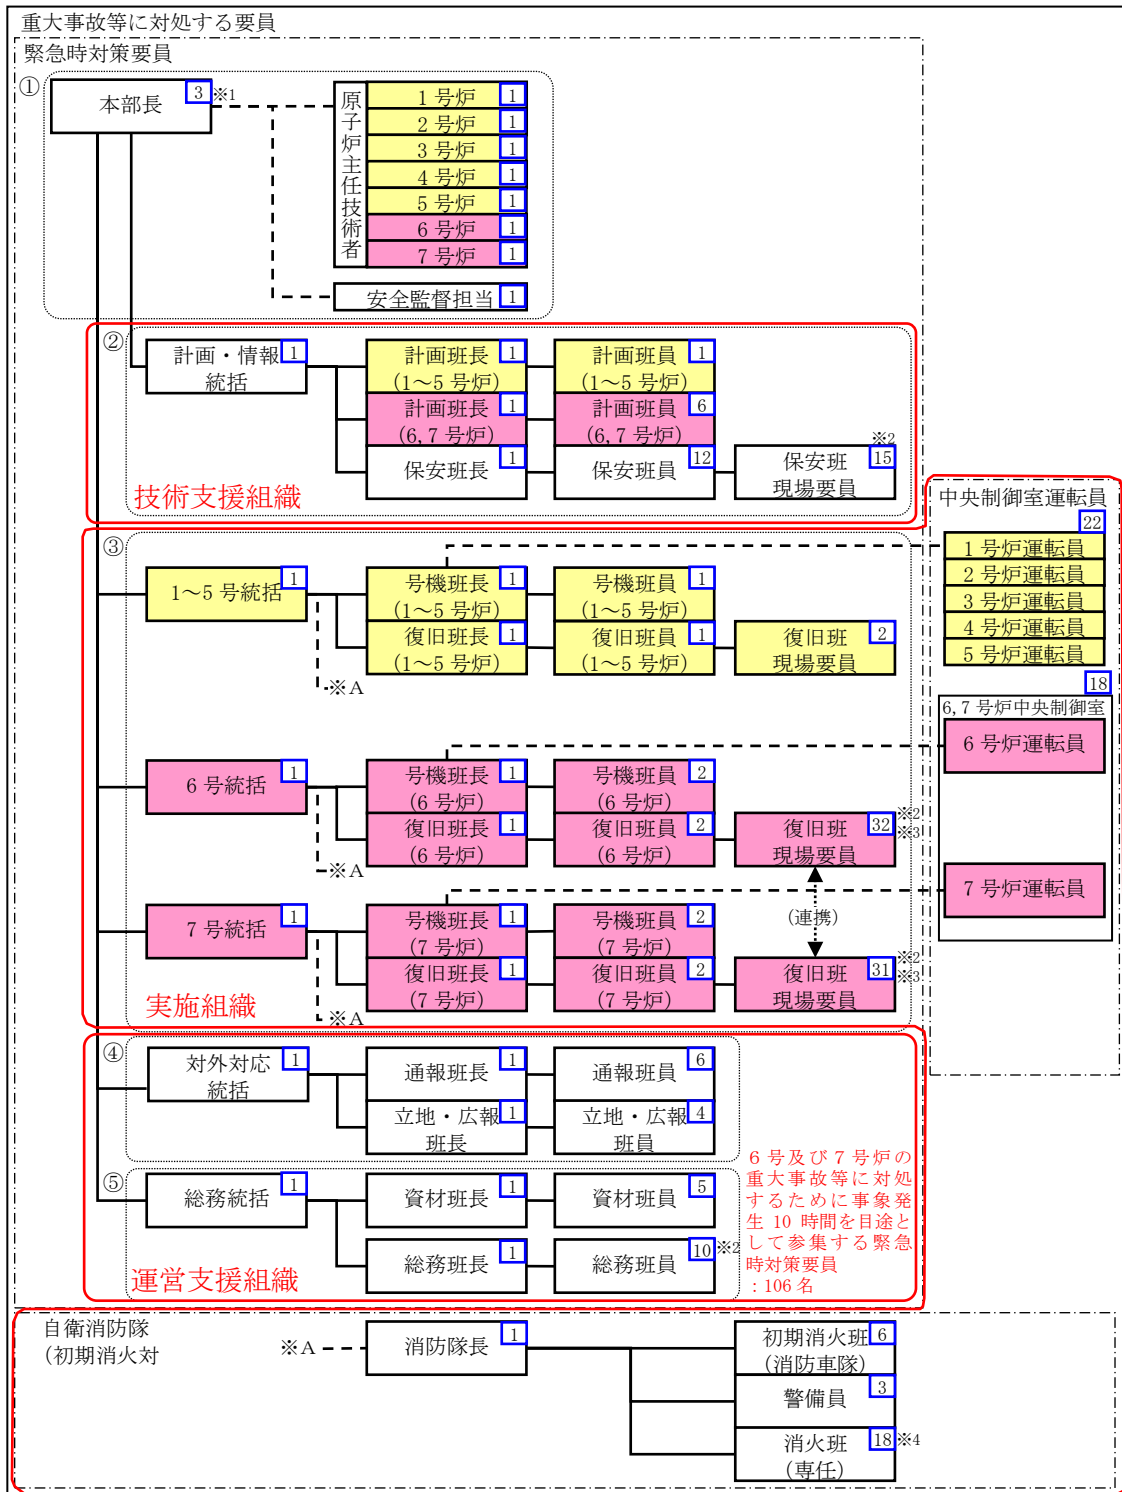 重大事故等に対処する要員
緊急時対策要員
①
本部長
3
※1
原子炉主任技術者
1 号炉
1
2 号炉
1
3 号炉
1
4 号炉
1
5 号炉
1
6 号炉
1
7 号炉
1
安全監督担当
1
②
計画・情報
統括
1
計画班長
(1～5 号炉)
1
計画班員
(1～5 号炉)
1
計画班長
(6,7 号炉)
1
計画班員
(6,7 号炉)
6
保安班長
1
保安班員
12
保安班
現場要員
15
※2
技術支援組織
中央制御室運転員
22
1 号炉運転員
2 号炉運転員
3 号炉運転員
4 号炉運転員
5 号炉運転員
18
6,7 号炉中央制御室
6 号炉運転員
7 号炉運転員
③
1～5 号統括
1
号機班長
(1～5 号炉)
1
号機班員
(1～5 号炉)
1
復旧班長
(1～5 号炉)
1
復旧班員
(1～5 号炉)
1
復旧班
現場要員
2
※A
6 号統括
1
号機班長
(6 号炉)
1
号機班員
(6 号炉)
2
復旧班長
(6 号炉)
1
復旧班員
(6 号炉)
2
復旧班
現場要員
32
※2
※3
※A
(連携)
7 号統括
1
号機班長
(7 号炉)
1
号機班員
(7 号炉)
2
復旧班長
(7 号炉)
1
復旧班員
(7 号炉)
2
復旧班
現場要員
31
※2
※3
※A
実施組織
④
対外対応
統括
1
通報班長
1
通報班員
6
立地・広報
班長
1
立地・広報
班員
4
⑤
総務統括
1
資材班長
1
資材班員
5
総務班長
1
総務班員
10
※2
運営支援組織
6 号及び 7 号炉の
重大事故等に対処
するために事象発
生 10 時間を目途と
して参集する緊急
時対策要員
：106 名
自衛消防隊
(初期消火対
※A
消防隊長
1
初期消火班
(消防車隊)
6
警備員
3
消火班
(専任)
18
※4